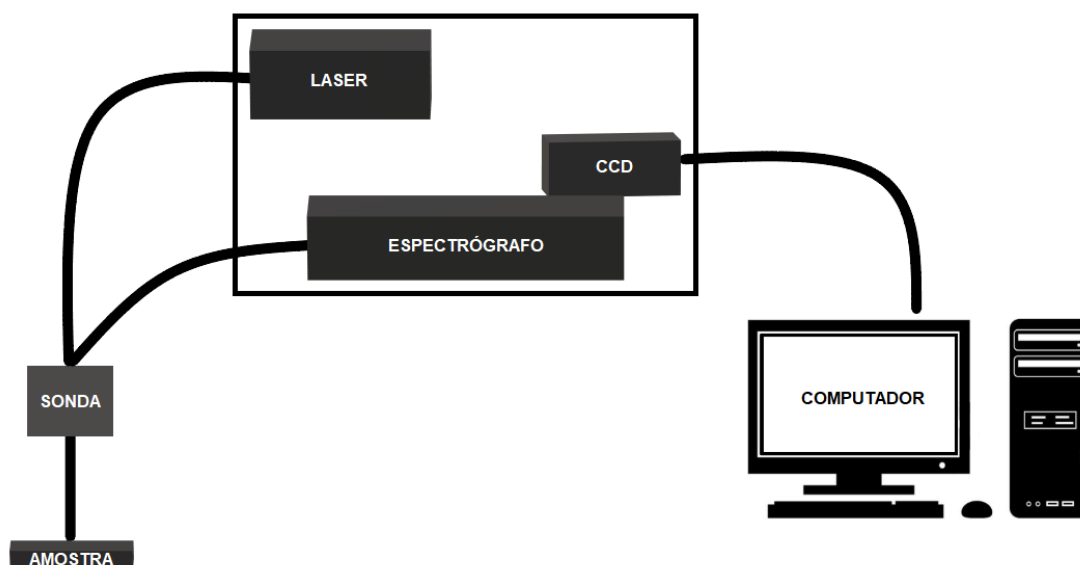 LASER
CCD
ESPECTRÓGRAFO
SONDA
COMPUTADOR
AMOSTRA